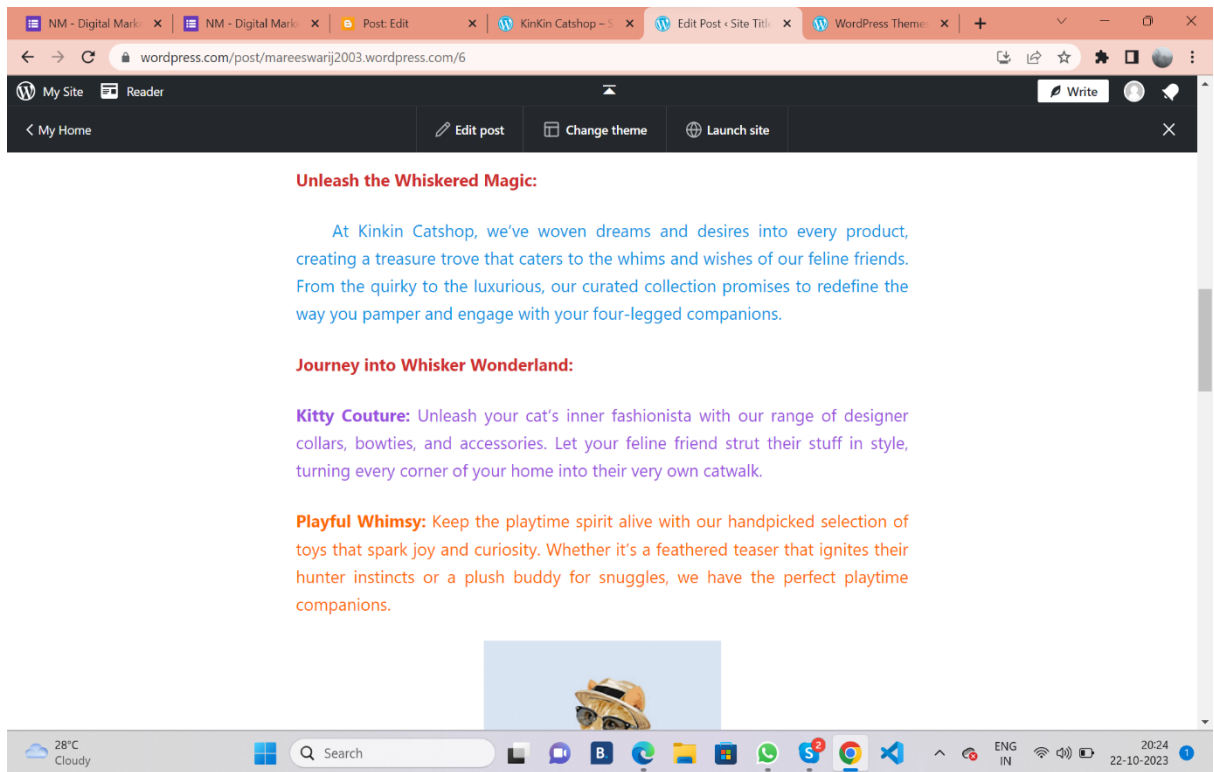 NM - Digital Mark
NM - Digital Mark
Post: Edit
KinKin Catshop – S
Edit Post ‹ Site Title
WordPress Themes
wordpress.com/post/mareeswarij2003.wordpress.com/6
My Site
Reader
Write
My Home
Edit post
Change theme
Launch site
Unleash the Whiskered Magic:
At Kinkin Catshop, we've woven dreams and desires into every product,
creating a treasure trove that caters to the whims and wishes of our feline friends.
From the quirky to the luxurious, our curated collection promises to redefine the
way you pamper and engage with your four-legged companions.
Journey into Whisker Wonderland:
Kitty Couture: Unleash your cat's inner fashionista with our range of designer
collars, bowties, and accessories. Let your feline friend strut their stuff in style,
turning every corner of your home into their very own catwalk.
Playful Whimsy: Keep the playtime spirit alive with our handpicked selection of
toys that spark joy and curiosity. Whether it's a feathered teaser that ignites their
hunter instincts or a plush buddy for snuggles, we have the perfect playtime
companions.
28°C
Cloudy
Search
B.
2
ENG
IN
20:24
22-10-2023
1